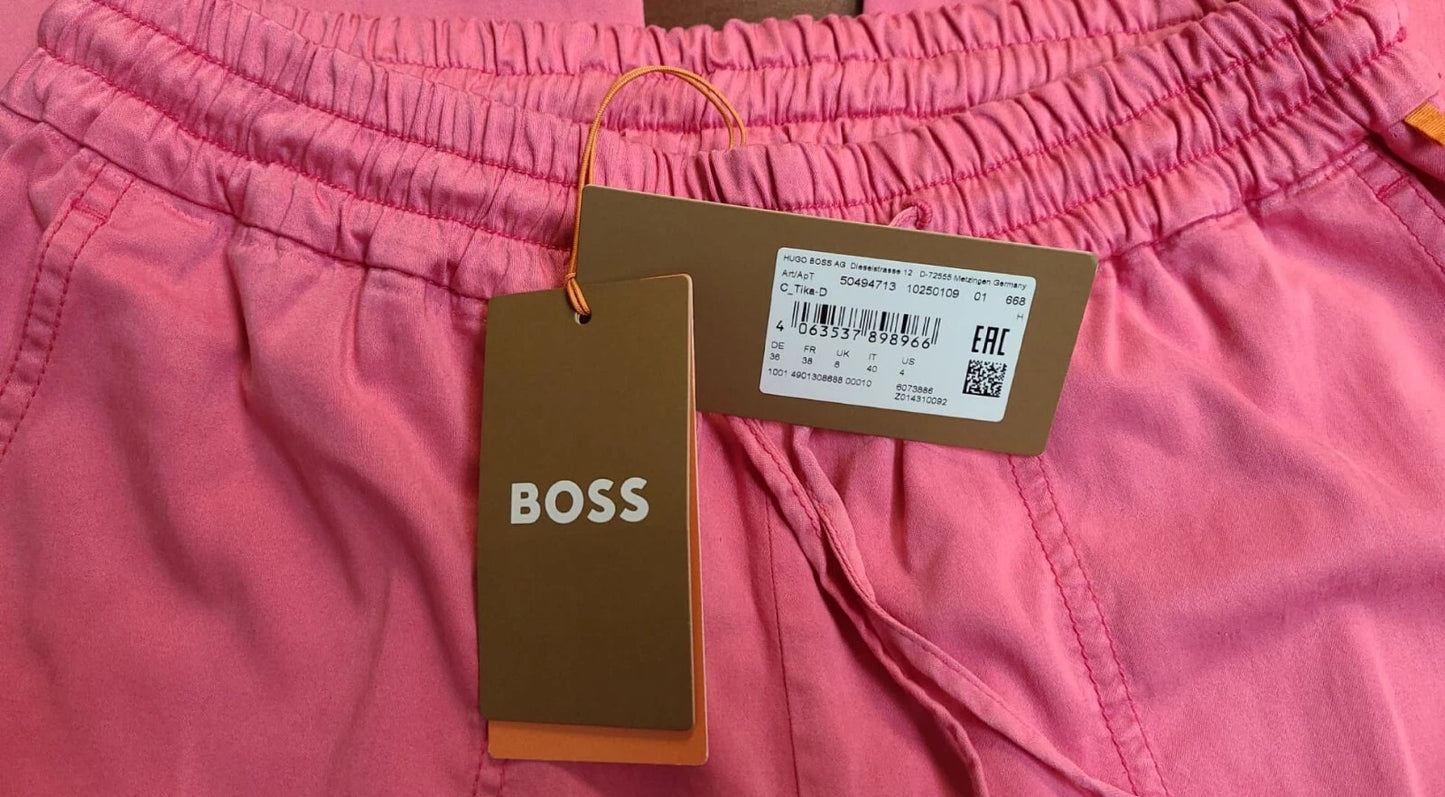 HUGO BOSS AG Dieselstrasse 12 D-72555 Metzingen Germany
Art/ApT 50494713 10250109 01 668
C_Tika-D H
4 063537 898966
EAC
DE FR UK IT US
36 38 8 40 4
1001 4901308688 00010 6073886
Z014310092
BOSS